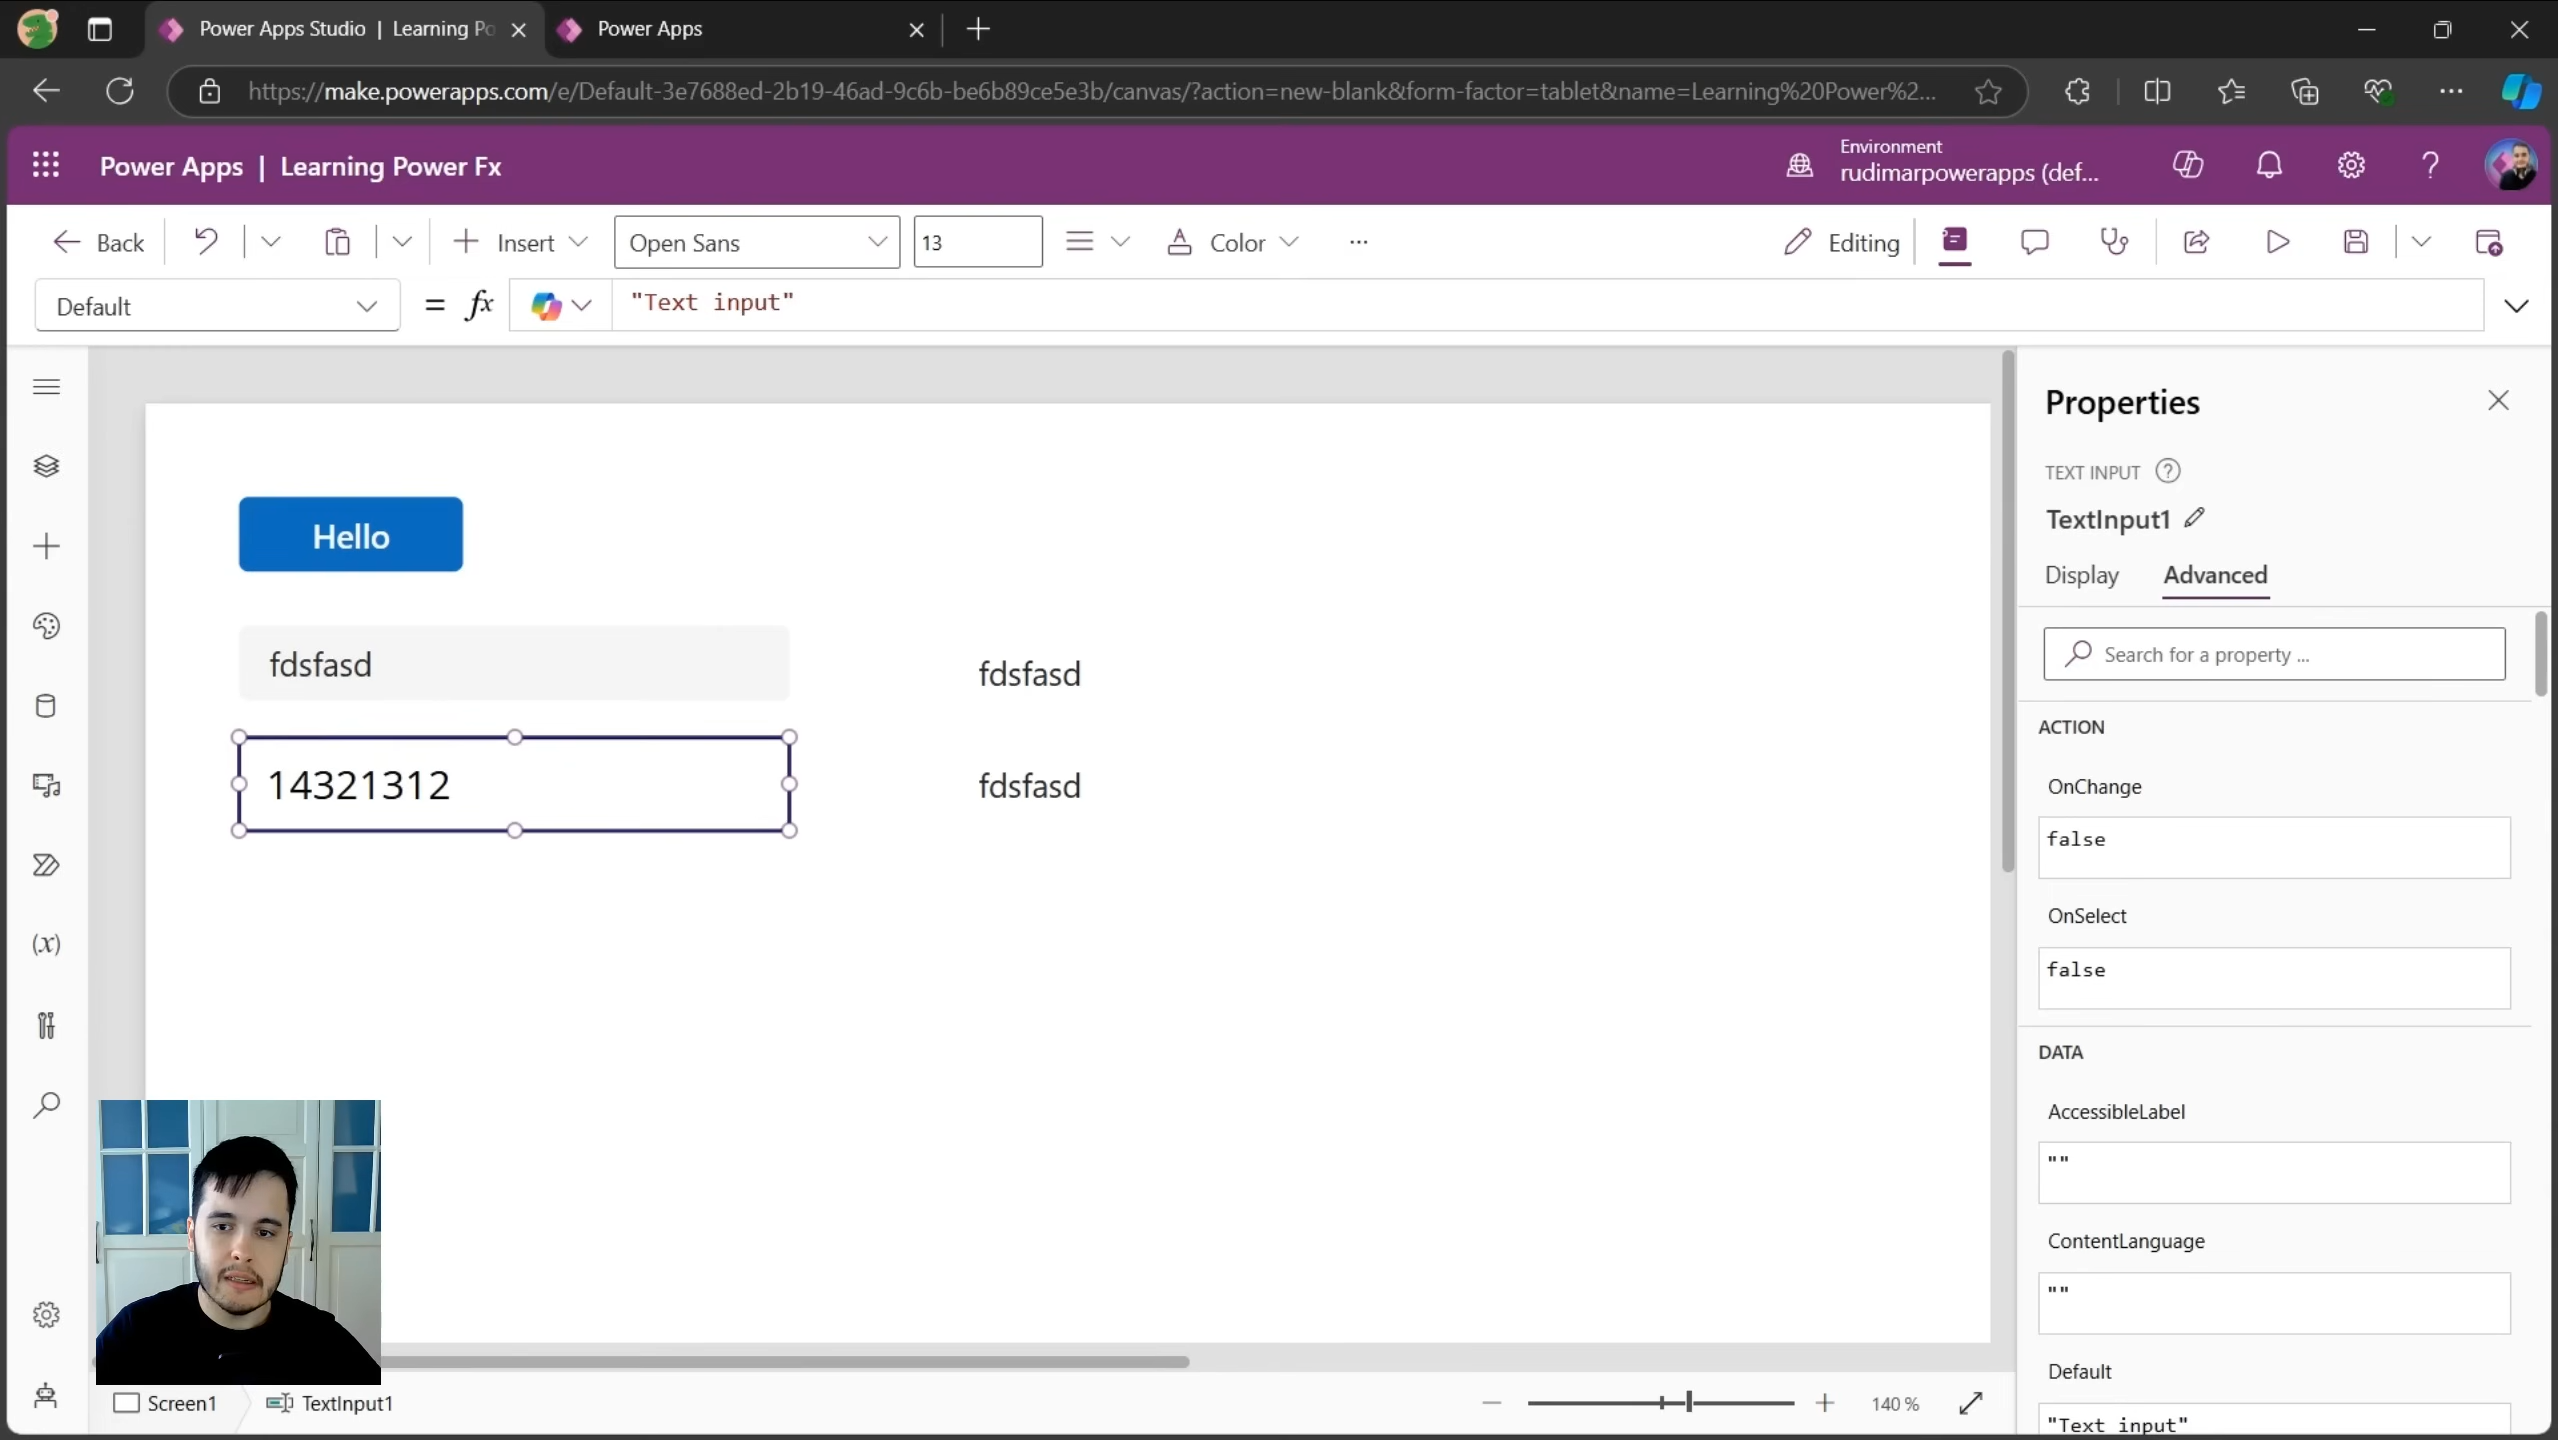 Power Apps Studio | Learning Po
Power Apps
https://make.powerapps.com/e/Default-3e7688ed-2b19-46ad-9c6b-be6b89ce5e3b/canvas/?action=new-blank&form-factor=tablet&name=Learning%20Power%2...
Power Apps | Learning Power Fx
Environment
rudimarpowerapps (def...
Back
Insert
Open Sans
13
Color
Editing
Default
= fx
"Text input"
Properties
TEXT INPUT
TextInput1
Display
Advanced
Search for a property ...
Hello
fdsfasd
fdsfasd
14321312
fdsfasd
ACTION
OnChange
false
OnSelect
false
DATA
AccessibleLabel
""
ContentLanguage
""
Default
"Text input"
Screen1
TextInput1
140 %